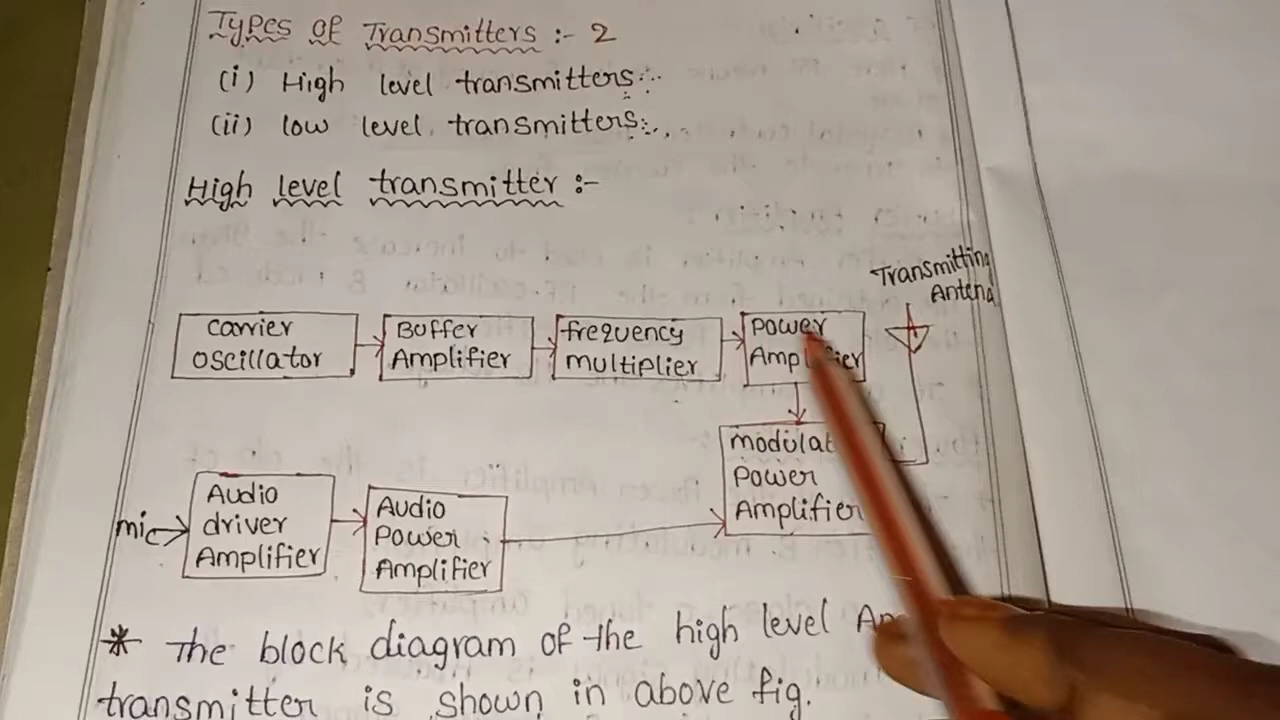 Types of Transmitters :- 2
(i) High level transmitters:-
(ii) low level transmitters:-
High level transmitter :-
Transmitting
Antena
Carrier
oscillator
Buffer
Amplifier
frequency
multiplier
Power
Amplifier
modulat
Power
Amplifier
mic
Audio
driver
Amplifier
Audio
Power
Amplifier
* The block diagram of the high level
transmitter is shown in above fig.